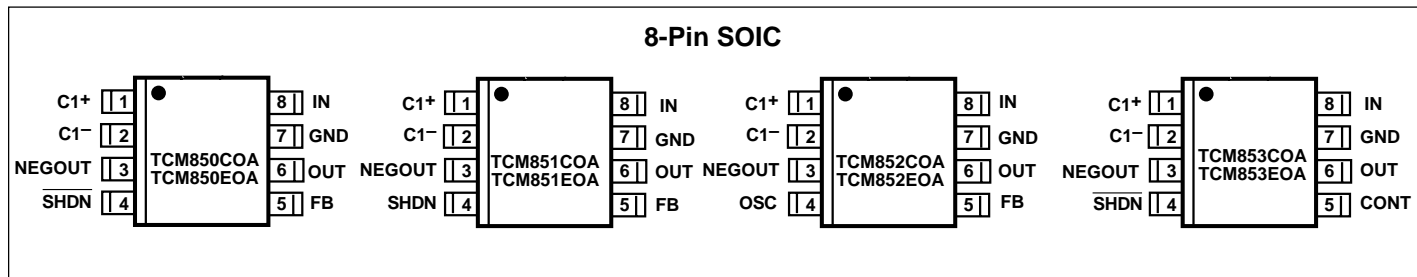 8-Pin SOIC
C1+ 1 8 IN
C1– 2 7 GND
NEGOUT 3 6 OUT
SHDN 4 5 FB
TCM850COA
TCM850EOA
C1+ 1 8 IN
C1– 2 7 GND
NEGOUT 3 6 OUT
SHDN 4 5 FB
TCM851COA
TCM851EOA
C1+ 1 8 IN
C1– 2 7 GND
NEGOUT 3 6 OUT
OSC 4 5 FB
TCM852COA
TCM852EOA
C1+ 1 8 IN
C1– 2 7 GND
NEGOUT 3 6 OUT
SHDN 4 5 CONT
TCM853COA
TCM853EOA